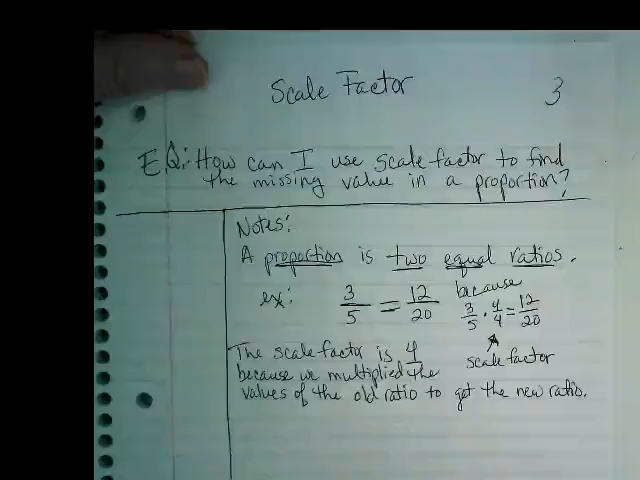 Scale Factor 3
EQ: How can I use scale factor to find
the missing value in a proportion?
Notes:
A proportion is two equal ratios.
ex: 3/5 = 12/20 because
3/5 · 4/4 = 12/20
The scale factor is 4 scale factor
because we multiplied the
values of the old ratio to get the new ratio.